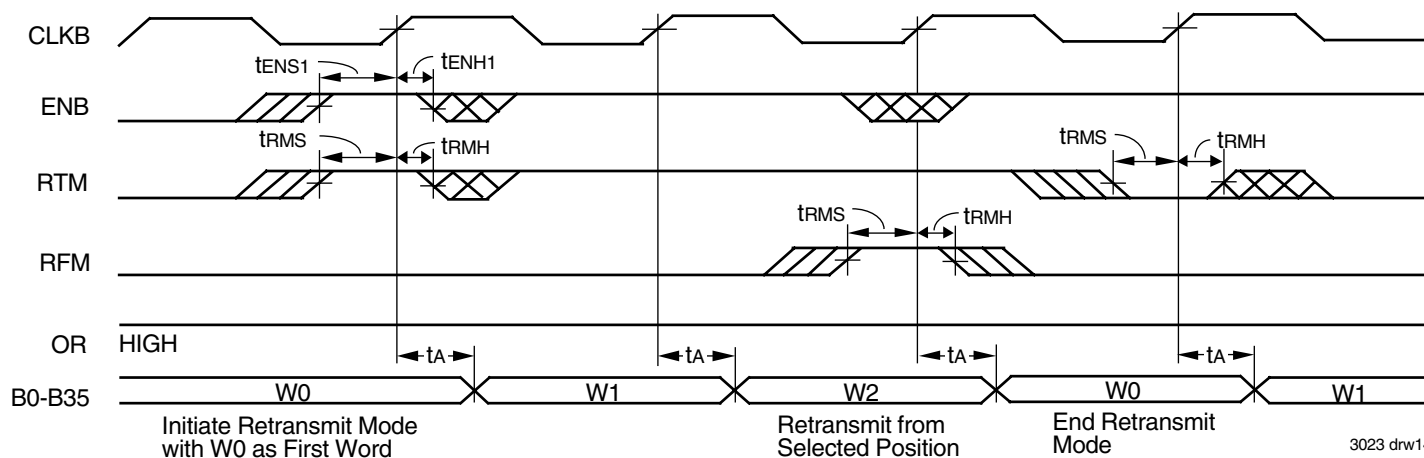 CLKB
tENS1 tENH1
ENB
tRMS tRMH tRMS tRMH
RTM
tRMS tRMH
RFM
OR HIGH
tA tA tA tA
B0-B35 W0 W1 W2 W0 W1
Initiate Retransmit Mode
with W0 as First Word
Retransmit from
Selected Position
End Retransmit
Mode
3023 drw1